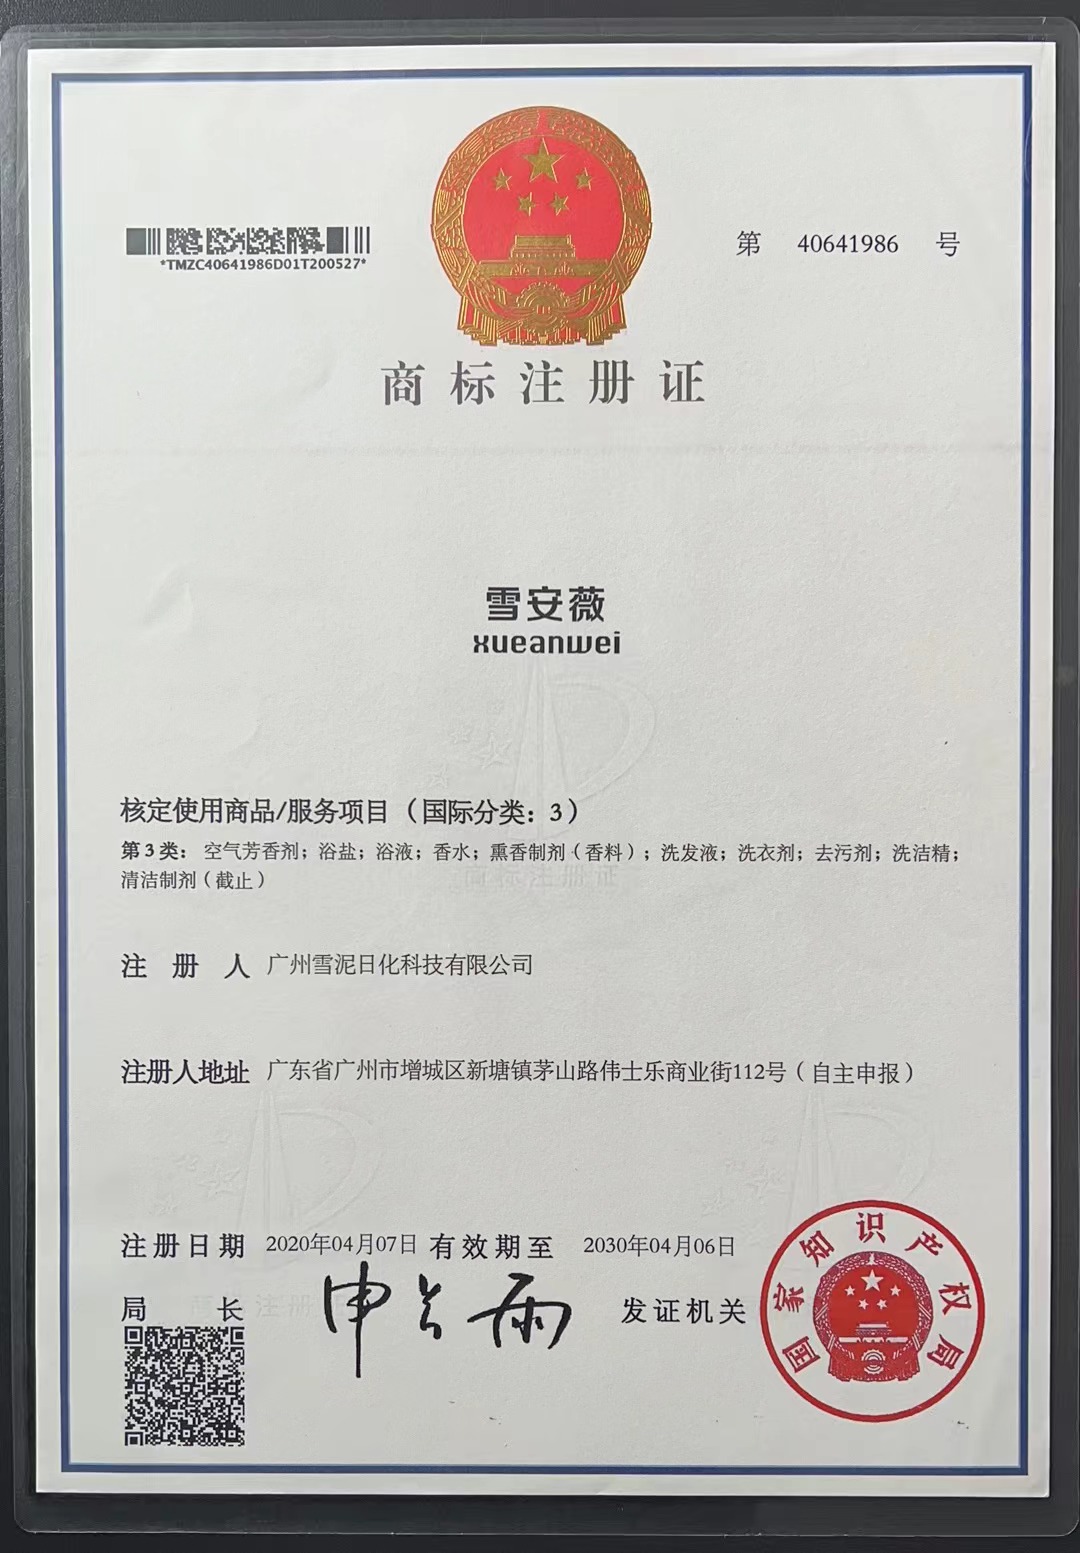 *TMZC40641986D01T200527*
第 40641986 号
商标注册证
雪安薇
xueanwei
核定使用商品/服务项目（国际分类：3）
第3类：空气芳香剂；浴盐；浴液；香水；熏香制剂（香料）；洗发液；洗衣剂；去污剂；洗洁精；
清洁制剂（截止）
商标注册证
注册人 广州雪泥日化科技有限公司
注册人地址 广东省广州市增城区新塘镇茅山路伟士乐商业街112号（自主申报）
注册日期 2020年04月07日 有效期至 2030年04月06日
局长 申长雨 发证机关
国家知识产权局